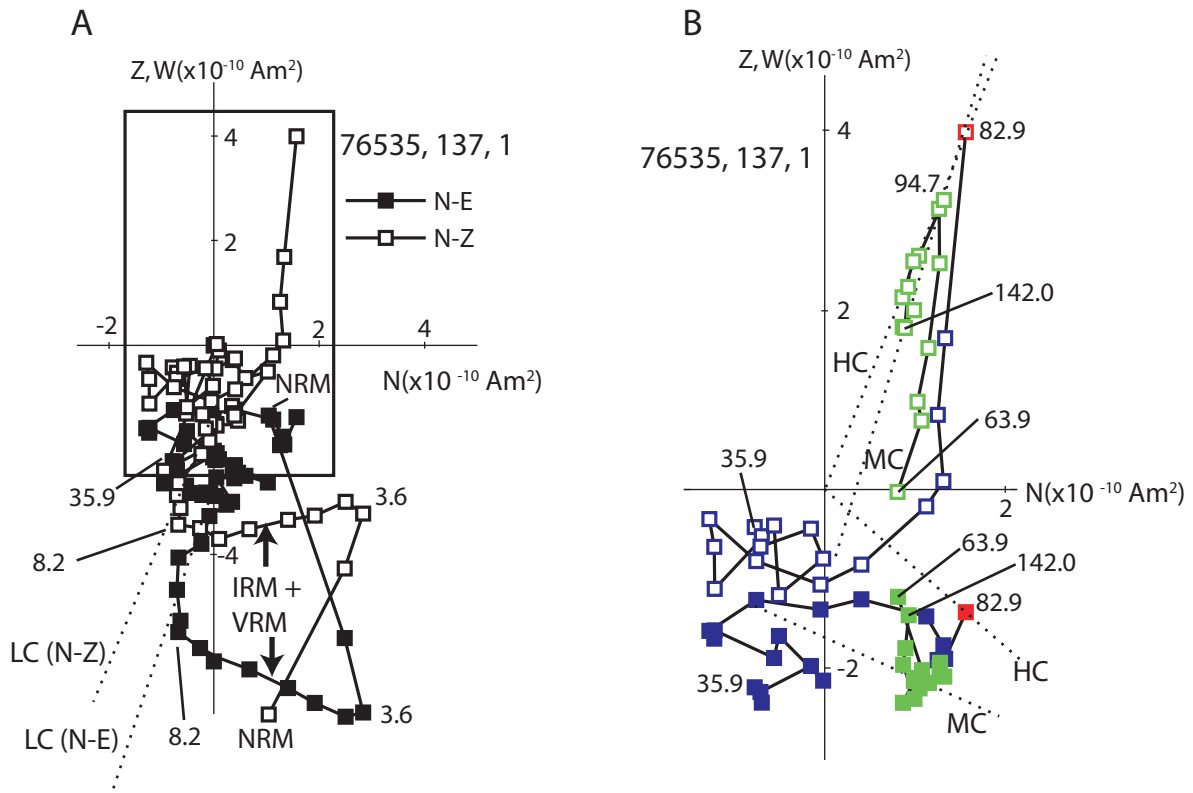 A
Z, W(x10⁻¹⁰ Am²)
4
76535, 137, 1
N-E
N-Z
2
-2
2
4
N(x10 ⁻¹⁰ Am²)
NRM
35.9
3.6
8.2
-4
IRM +
VRM
LC (N-Z)
LC (N-E)
8.2
NRM
3.6
B
Z, W(x10⁻¹⁰ Am²)
4
82.9
76535, 137, 1
94.7
142.0
2
HC
63.9
MC
35.9
N(x10 ⁻¹⁰ Am²)
2
63.9
142.0
82.9
-2
HC
35.9
MC